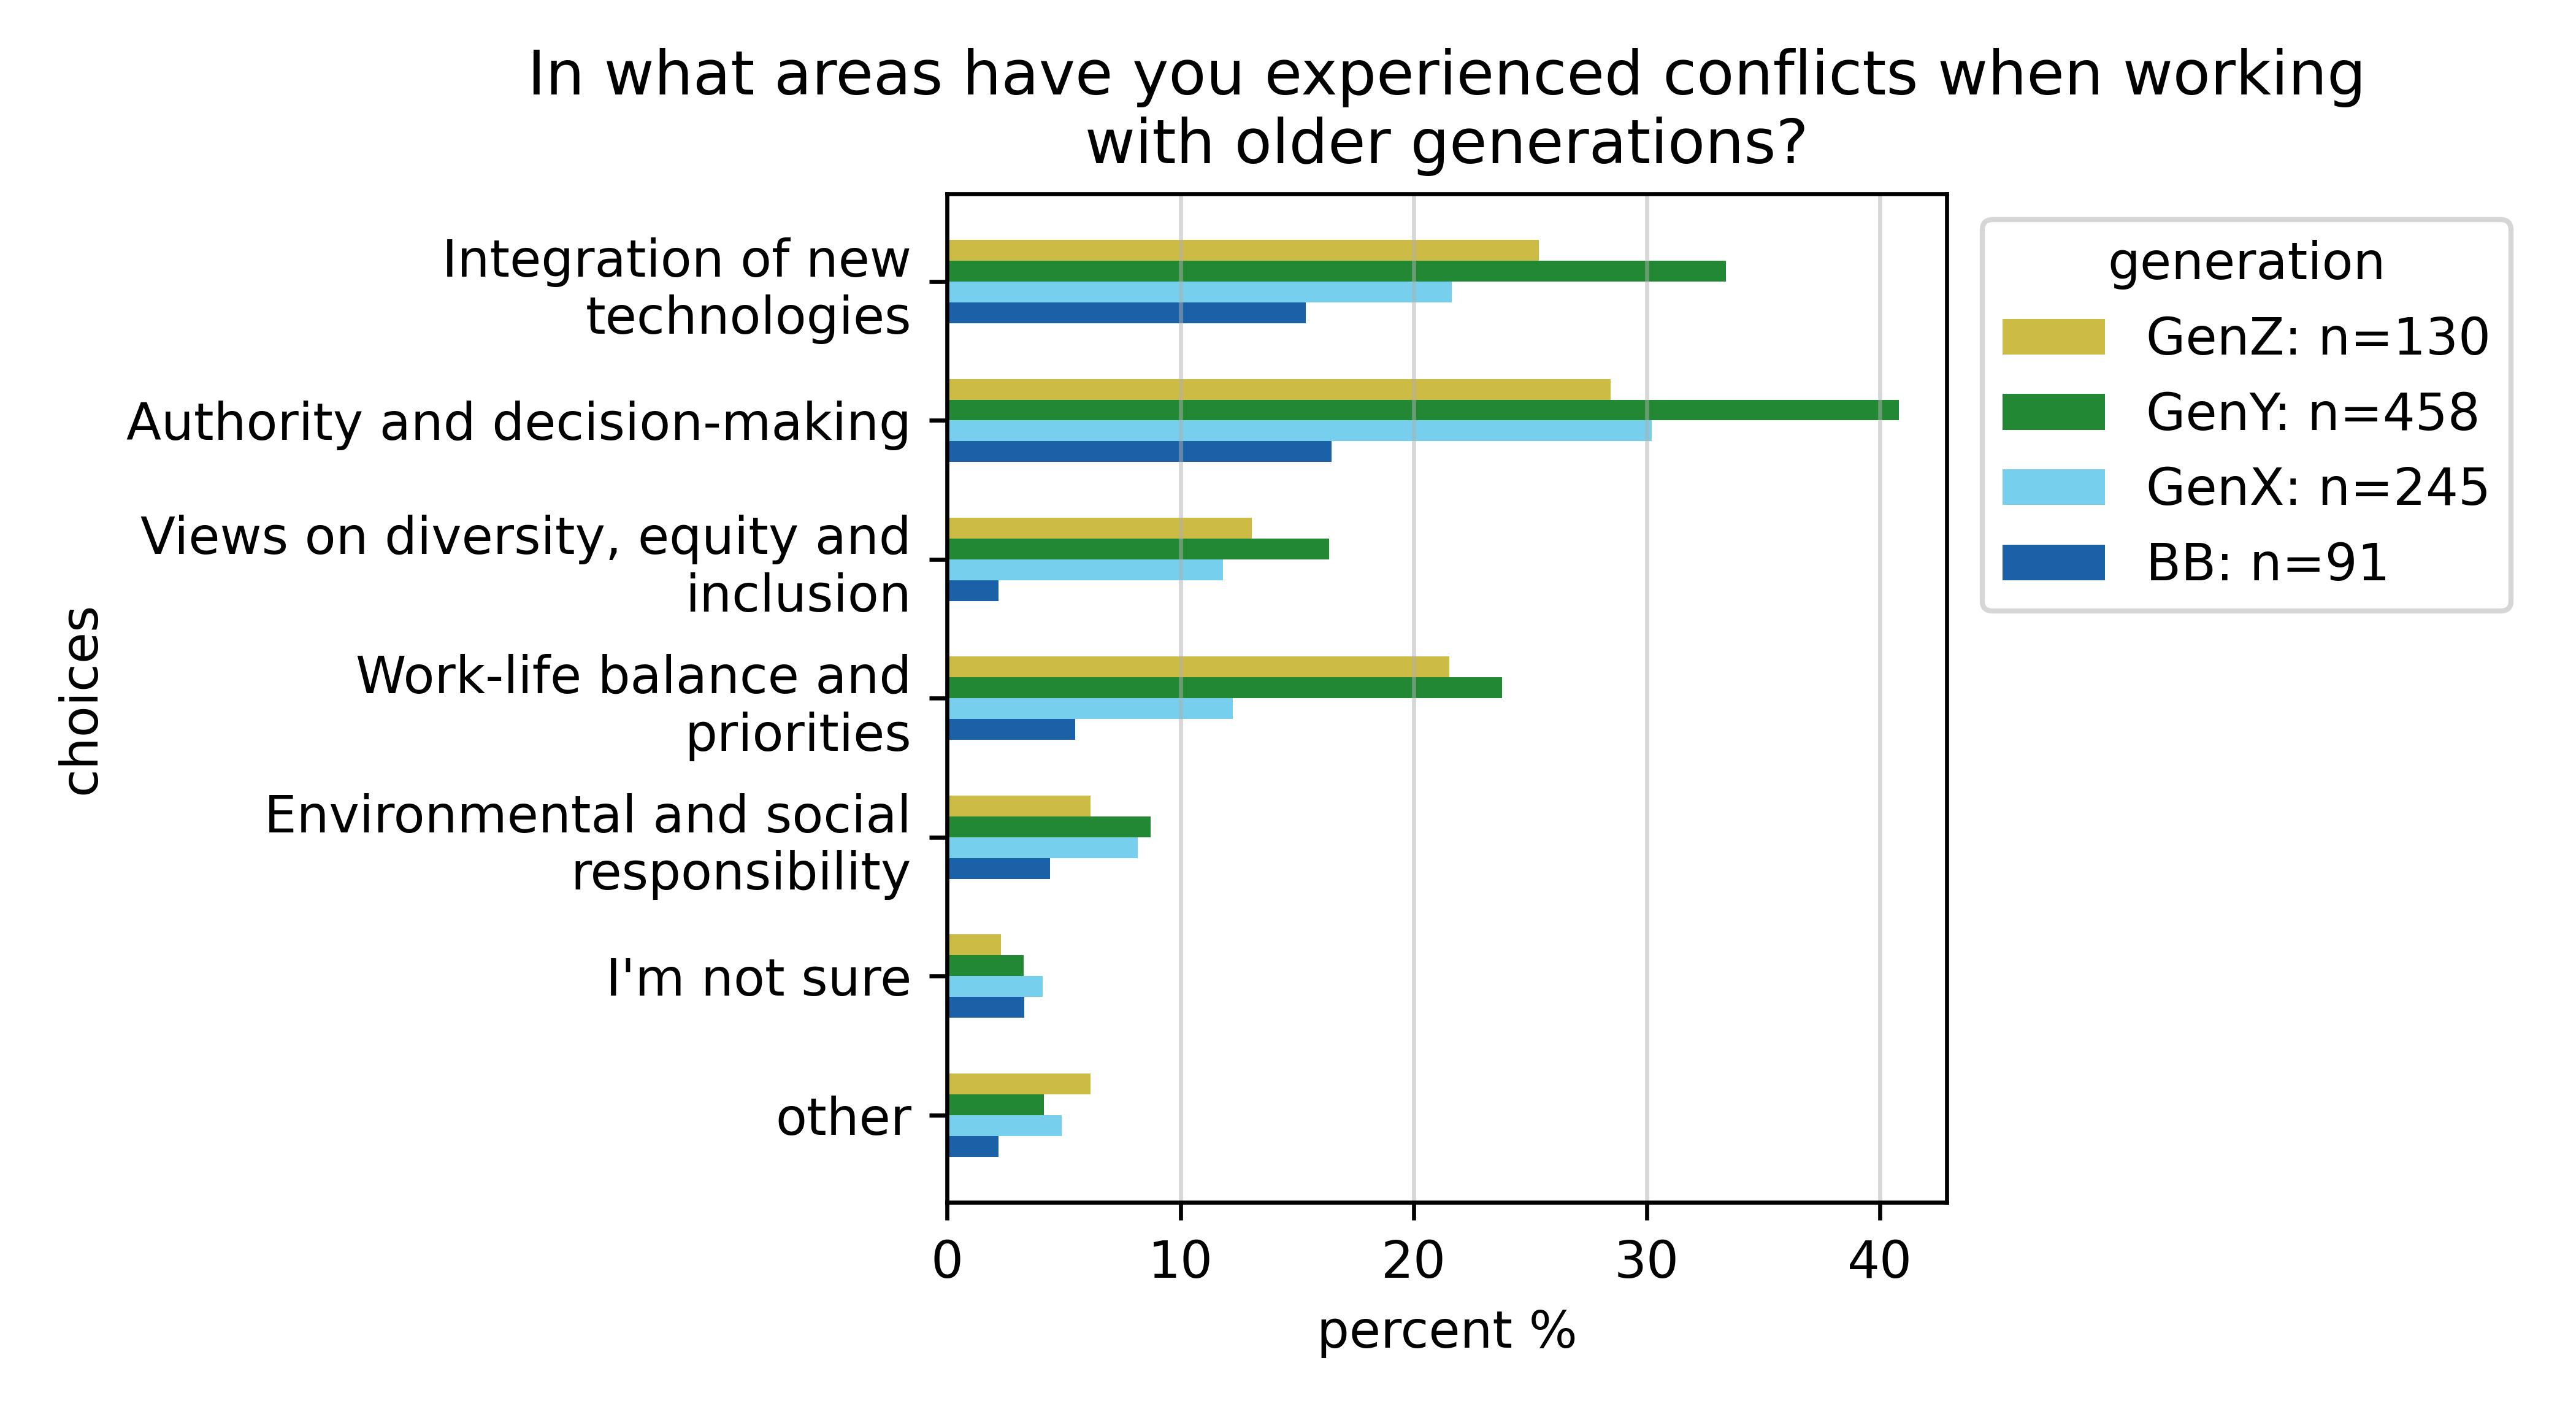 In what areas have you experienced conflicts when working
with older generations?
choices
Integration of new
technologies
Authority and decision-making
Views on diversity, equity and
inclusion
Work-life balance and
priorities
Environmental and social
responsibility
I'm not sure
other
0 10 20 30 40
percent %
generation
GenZ: n=130
GenY: n=458
GenX: n=245
BB: n=91